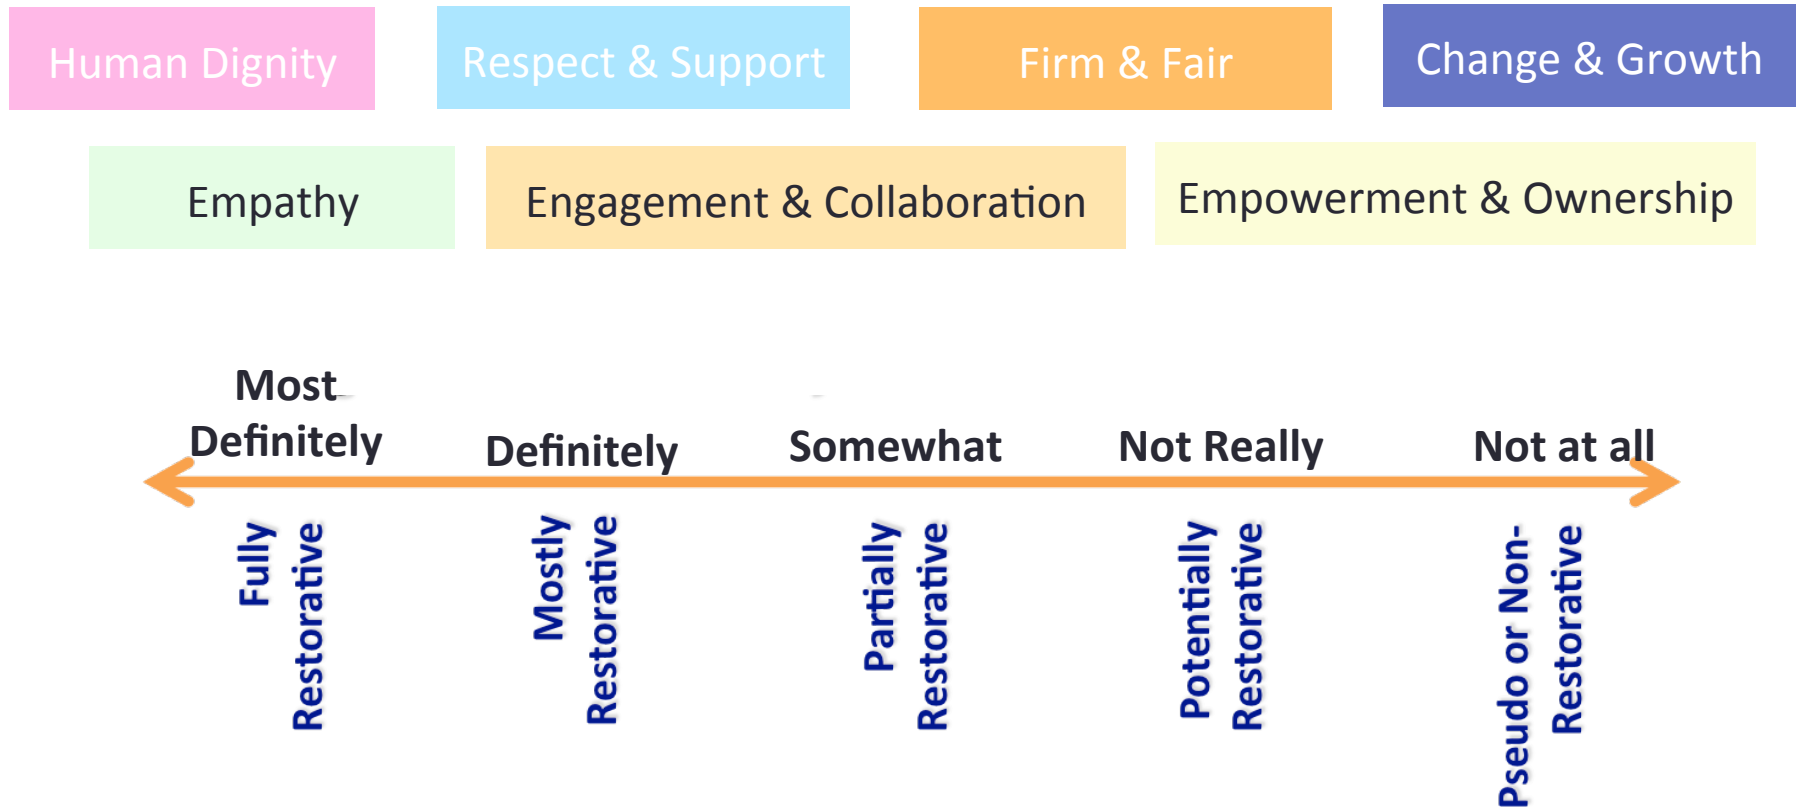 Human Dignity
Respect & Support
Firm & Fair
Change & Growth
Empathy
Engagement & Collaboration
Empowerment & Ownership
Most
Definitely
Definitely
Somewhat
Not Really
Not at all
Fully
Restorative
Mostly
Restorative
Partially
Restorative
Potentially
Restorative
Pseudo or Non-
Restorative